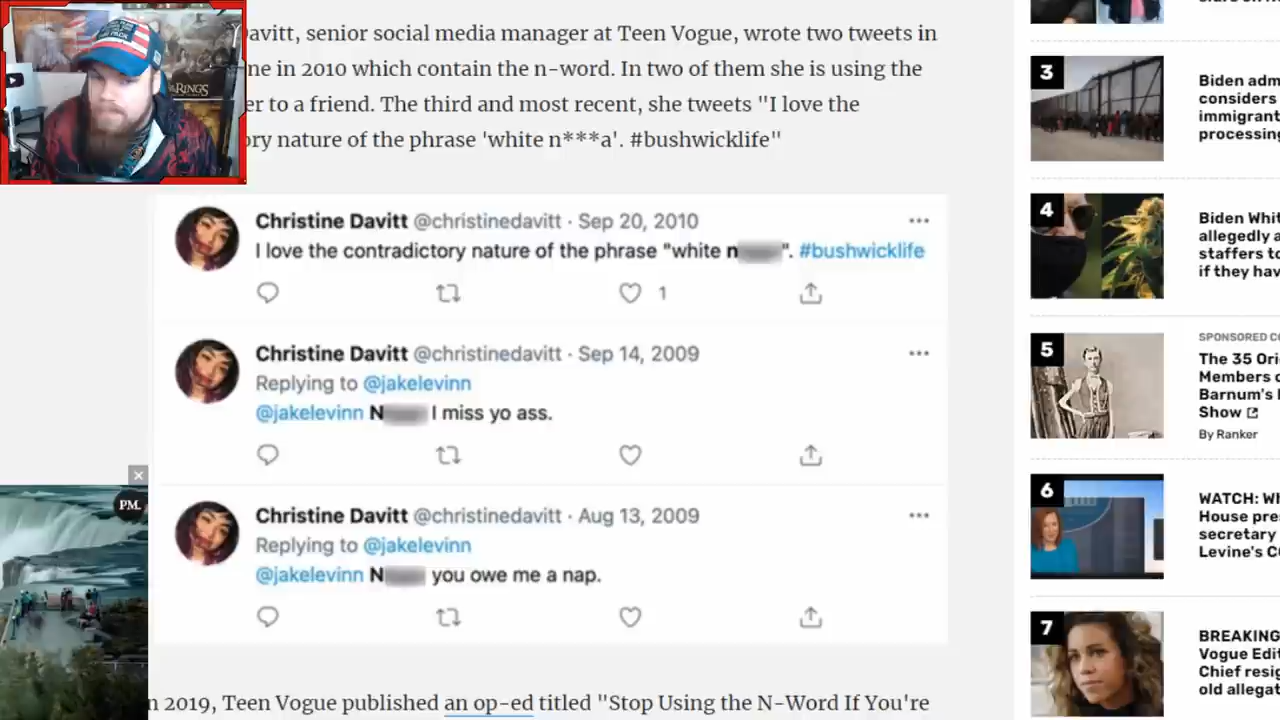 avitt, senior social media manager at Teen Vogue, wrote two tweets in
ne in 2010 which contain the n-word. In two of them she is using the
er to a friend. The third and most recent, she tweets "I love the
ory nature of the phrase 'white n***a'. #bushwicklife"
RINGS
Christine Davitt @christinedavitt · Sep 20, 2010
I love the contradictory nature of the phrase "white n ". #bushwicklife
1
Christine Davitt @christinedavitt · Sep 14, 2009
Replying to @jakelevinn
@jakelevinn N I miss yo ass.
Christine Davitt @christinedavitt · Aug 13, 2009
Replying to @jakelevinn
@jakelevinn N you owe me a nap.
n 2019, Teen Vogue published an op-ed titled "Stop Using the N-Word If You're
PM.
3
Biden adm
considers
immigrant
processing
4
Biden Whit
allegedly a
staffers to
if they hav
5
SPONSORED CO
The 35 Ori
Members o
Barnum's
Show
By Ranker
6
WATCH: Wh
House pre
secretary
Levine's C
7
BREAKING
Vogue Edit
Chief resig
old allegat